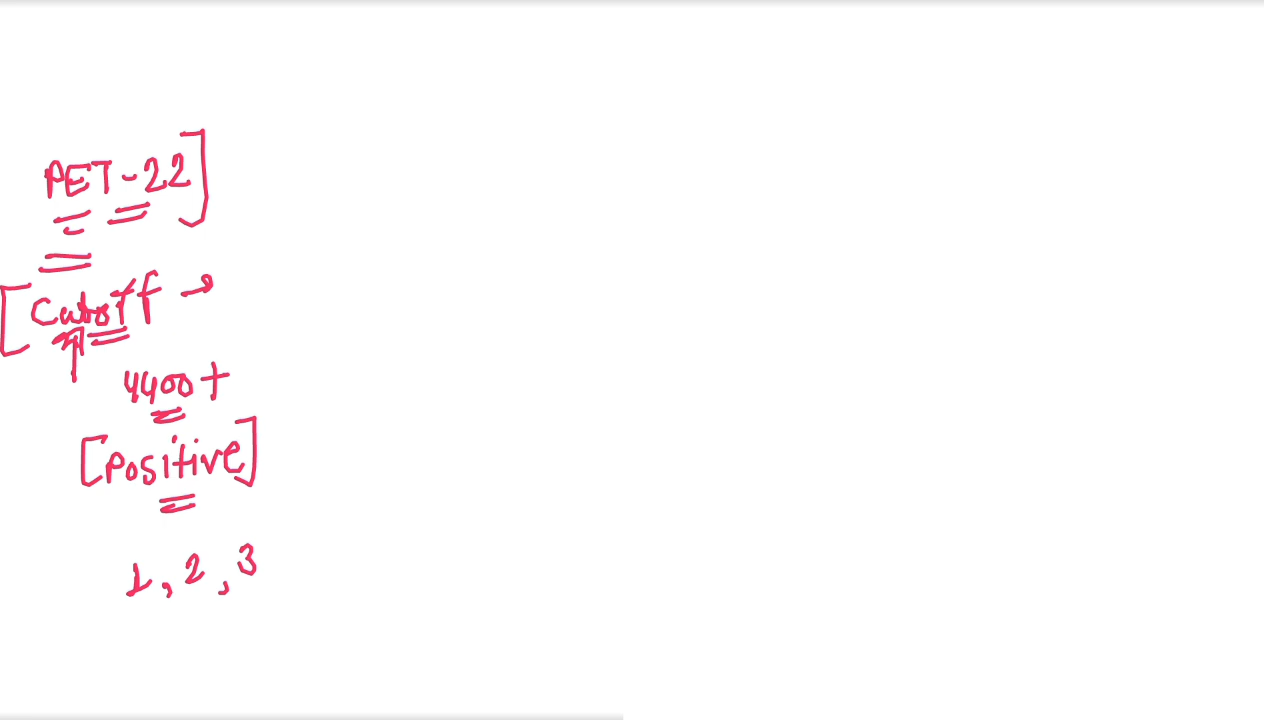 PET-22]
[Cutoff →
4400+
[Positive]
1, 2, 3